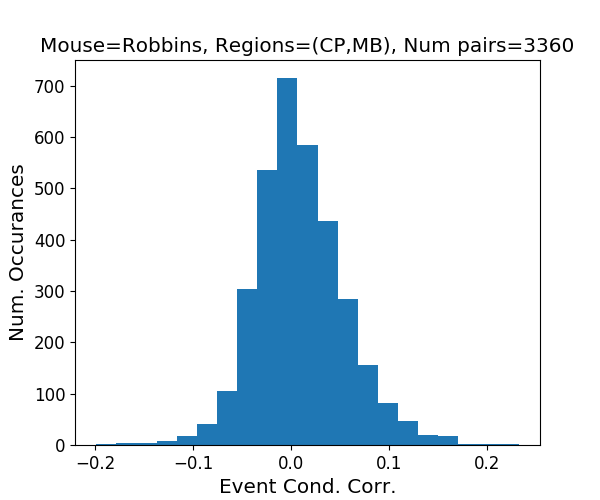 Mouse=Robbins, Regions=(CP,MB), Num pairs=3360
Num. Occurances
700
600
500
400
300
200
100
0
−0.2 −0.1 0.0 0.1 0.2
Event Cond. Corr.